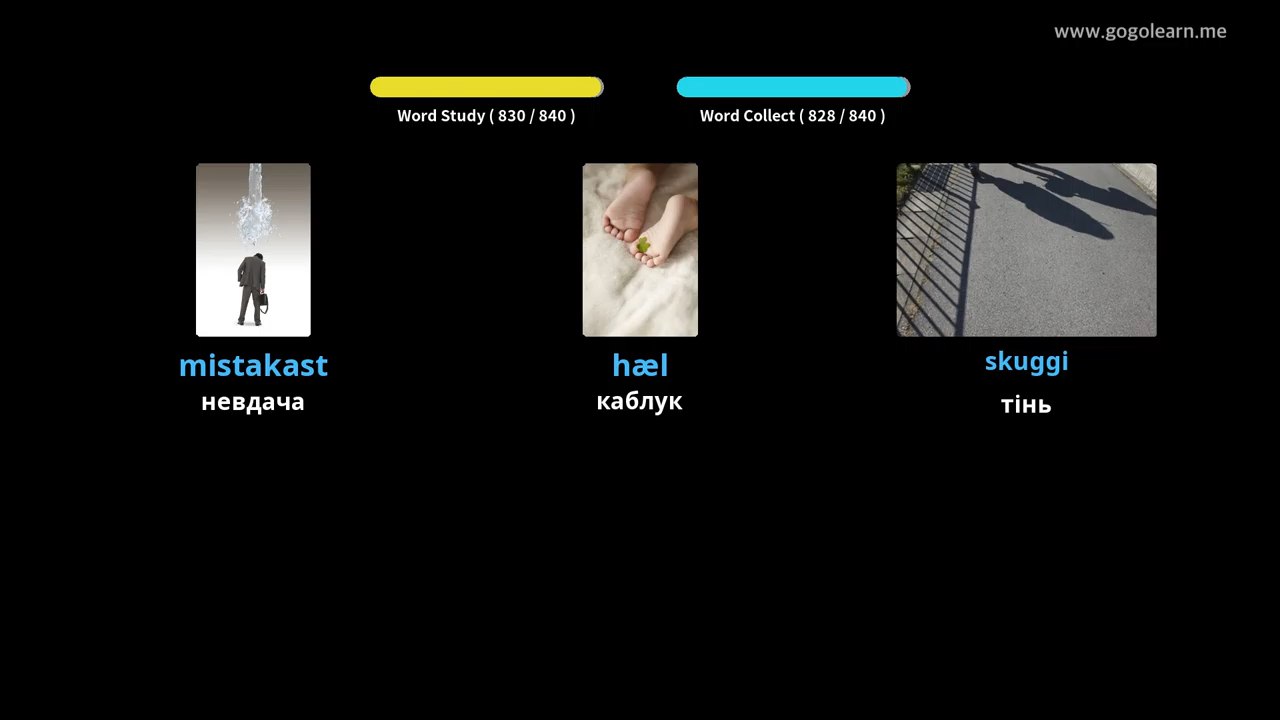 www.gogolearn.me
Word Study ( 830 / 840 )
Word Collect ( 828 / 840 )
mistakast
невдача
hæl
каблук
skuggi
тінь